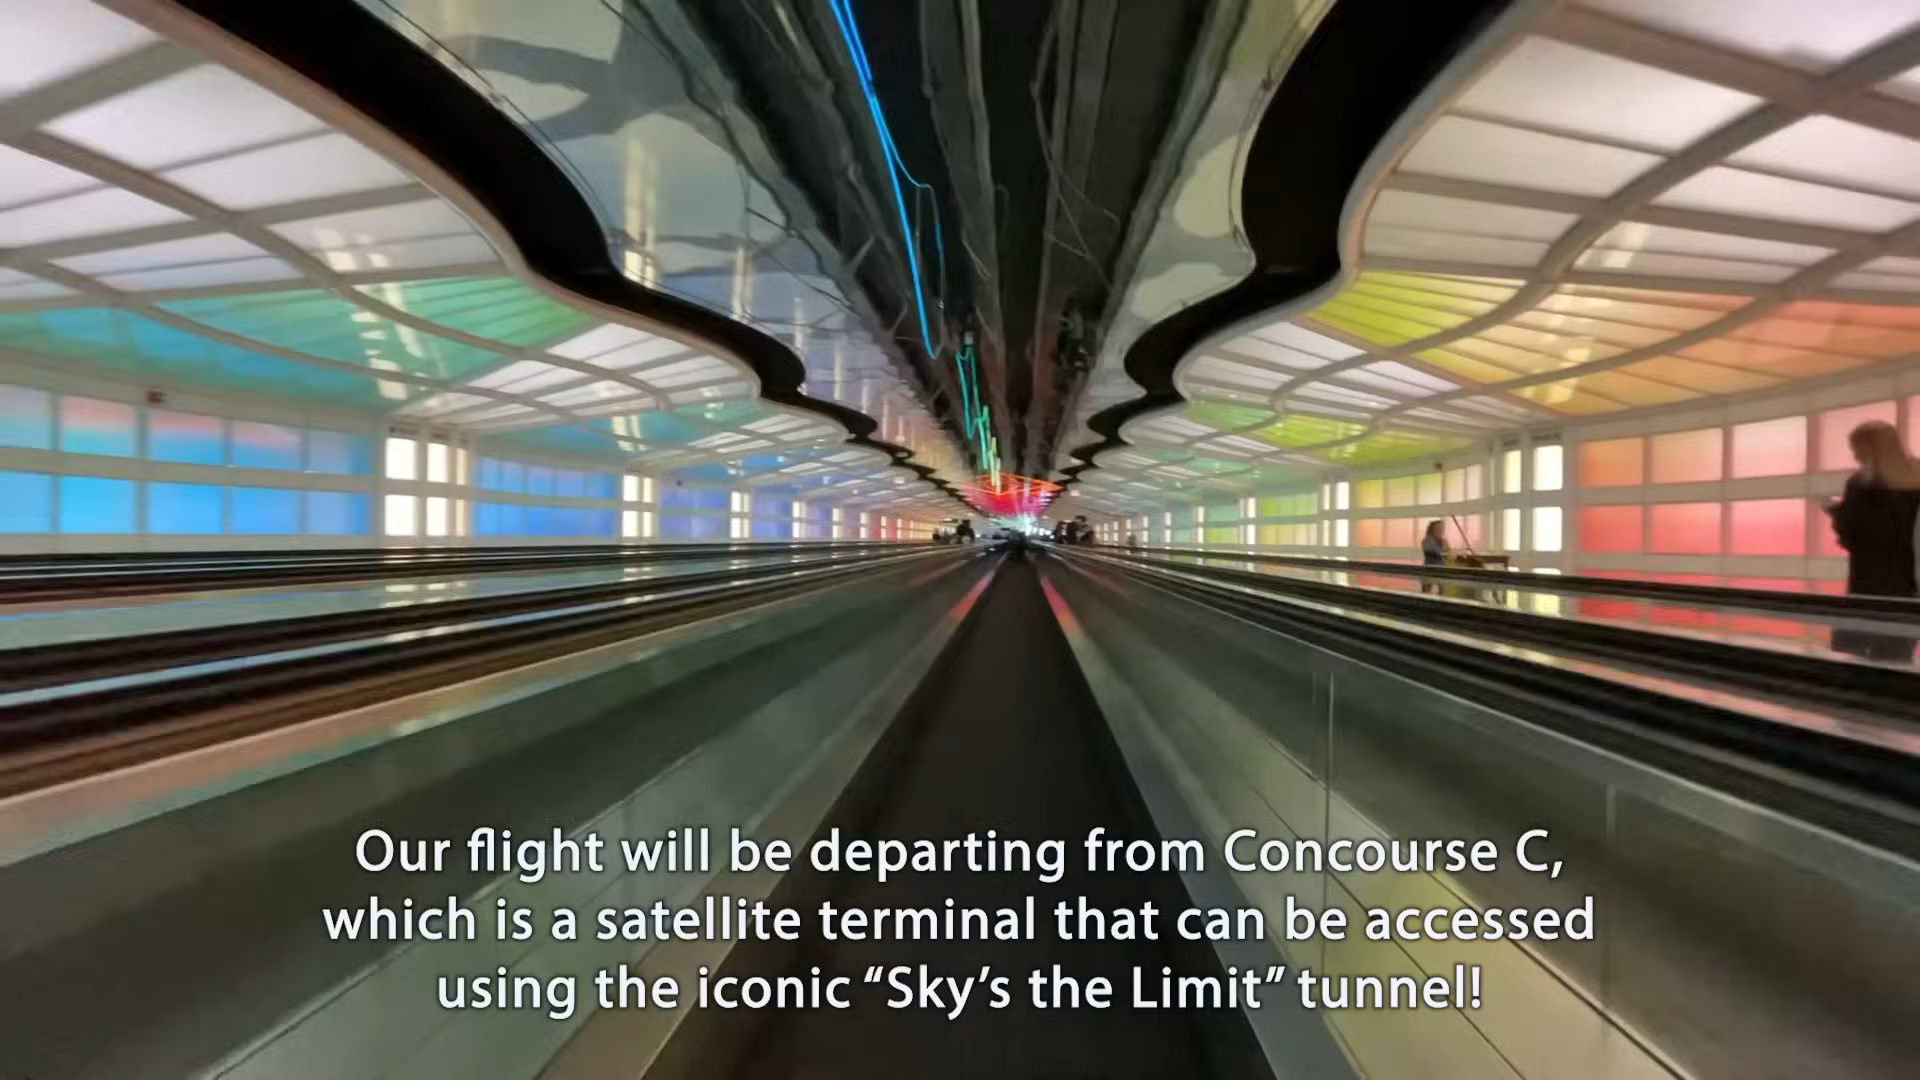 Our flight will be departing from Concourse C,
which is a satellite terminal that can be accessed
using the iconic “Sky’s the Limit” tunnel!